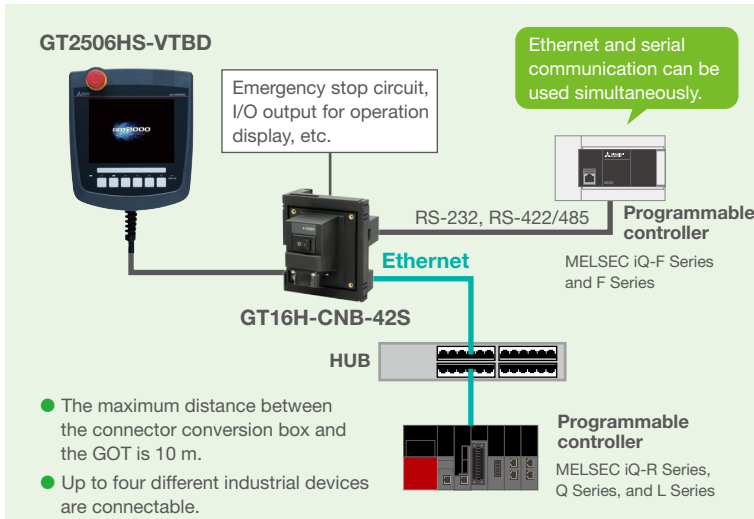 GT2506HS-VTBD
Ethernet and serial
communication can be
used simultaneously.
Emergency stop circuit,
I/O output for operation
display, etc.
GOT2000
RS-232, RS-422/485
Programmable
controller
MELSEC iQ-F Series
and F Series
Ethernet
GT16H-CNB-42S
HUB
● The maximum distance between
the connector conversion box and
the GOT is 10 m.
● Up to four different industrial devices
are connectable.
Programmable
controller
MELSEC iQ-R Series,
Q Series, and L Series